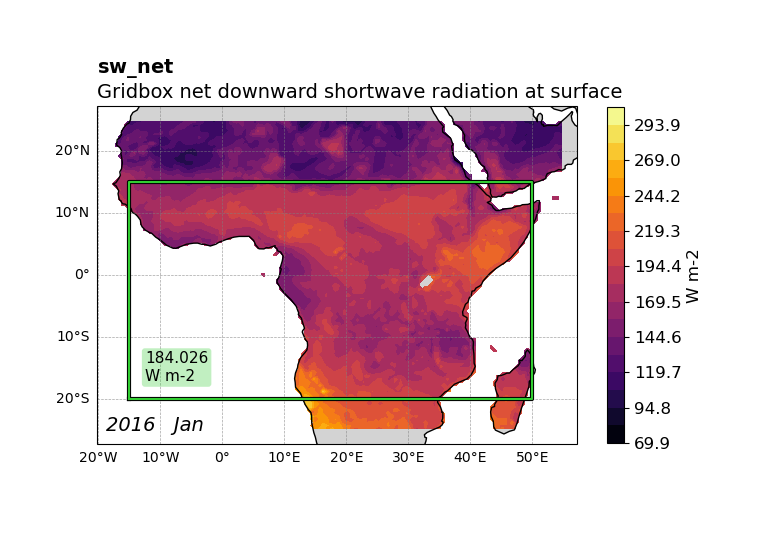 sw_net
Gridbox net downward shortwave radiation at surface
20°N
10°N
0°
10°S
20°S
184.026
W m-2
2016 Jan
20°W 10°W 0° 10°E 20°E 30°E 40°E 50°E
293.9
269.0
244.2
219.3
194.4
169.5
144.6
119.7
94.8
69.9
W m-2